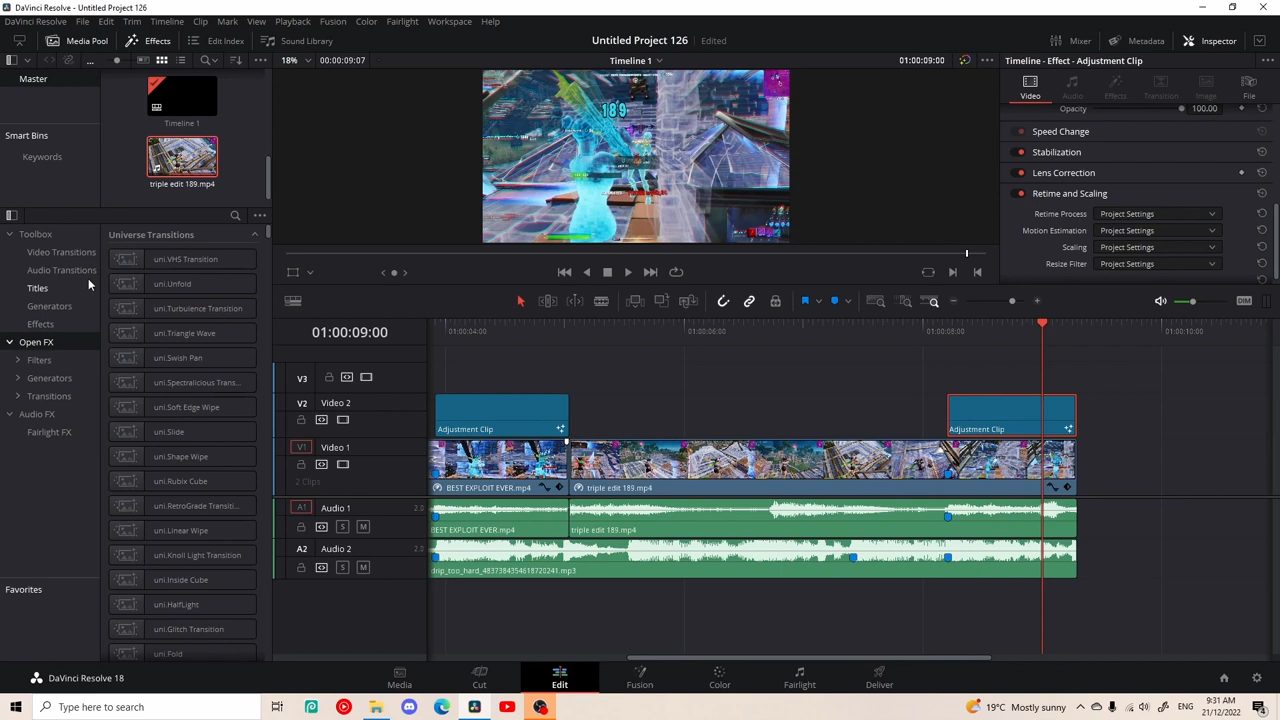 DaVinci Resolve - Untitled Project 126
DaVinci Resolve File Edit Trim Timeline Clip Mark View Playback Fusion Color Fairlight Workspace Help
Media Pool Effects Edit Index Sound Library Untitled Project 126 Edited Mixer Metadata Inspector
18% 00:00:09:07 Timeline 1 01:00:09:00 Timeline - Effect - Adjustment Clip
Master
Video Audio Effects Transition Image File
Opacity 100.00
Timeline 1
189
Speed Change
Smart Bins
Stabilization
Keywords
Lens Correction
triple edit 189.mp4
Retime and Scaling
Retime Process Project Settings
Motion Estimation Project Settings
Scaling Project Settings
Resize Filter Project Settings
Toolbox
Video Transitions
Audio Transitions
Titles
Generators
Effects
Open FX
Filters
Generators
Transitions
Audio FX
Fairlight FX
Favorites
Universe Transitions
uni.VHS Transition
uni.Unfold
uni.Turbulence Transition
uni.Triangle Wave
uni.Swish Pan
uni.Spectralicious Trans...
uni.Soft Edge Wipe
uni.Slide
uni.Shape Wipe
uni.Rubix Cube
uni.RetroGrade Transiti...
uni.Linear Wipe
uni.Knoll Light Transition
uni.Inside Cube
uni.HalfLight
uni.Glitch Transition
uni.Fold
DIM
01:00:09:00
01:00:04:00 01:00:06:00 01:00:08:00 01:00:10:00
V3
V2 Video 2
Adjustment Clip Adjustment Clip
V1 Video 1
2 Clips
BEST EXPLOIT EVER.mp4 triple edit 189.mp4
A1 Audio 1 2.0
S M
BEST EXPLOIT EVER.mp4 triple edit 189.mp4
A2 Audio 2 2.0
S M
drip_too_hard_4837384354618720241.mp3
DaVinci Resolve 18
Media Cut Edit Fusion Color Fairlight Deliver
Type here to search
19°C Mostly sunny
ENG
9:31 AM
21/12/2022
4